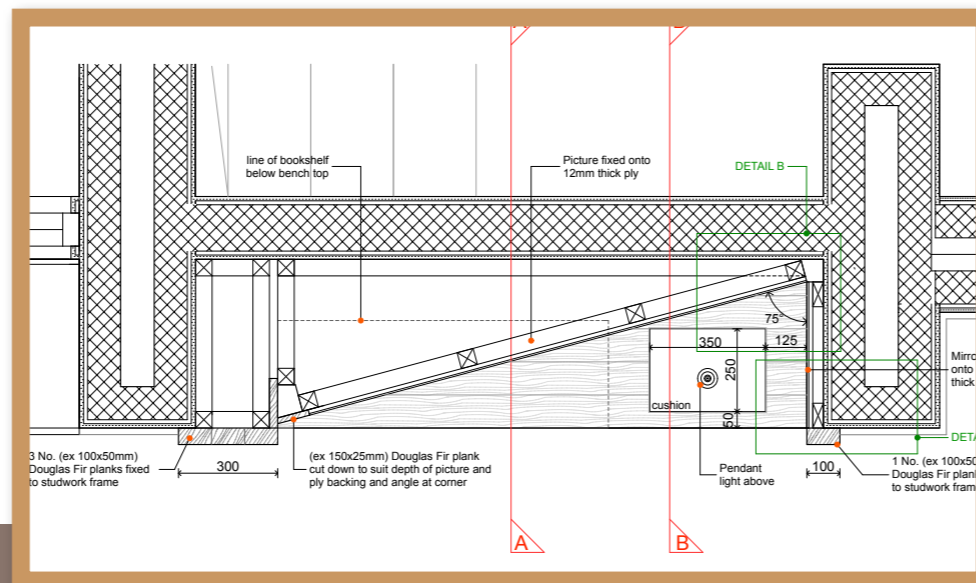 line of bookshelf
below bench top
Picture fixed onto
12mm thick ply
DETAIL B
75°
350
125
250
50
cushion
Mirro
onto
thick
3 No. (ex 100x50mm)
Douglas Fir planks fixed
to studwork frame
300
(ex 150x25mm) Douglas Fir plank
cut down to suit depth of picture and
ply backing and angle at corner
Pendant
light above
100
DETA
1 No. (ex 100x50
Douglas Fir plank
to studwork fram
A
B